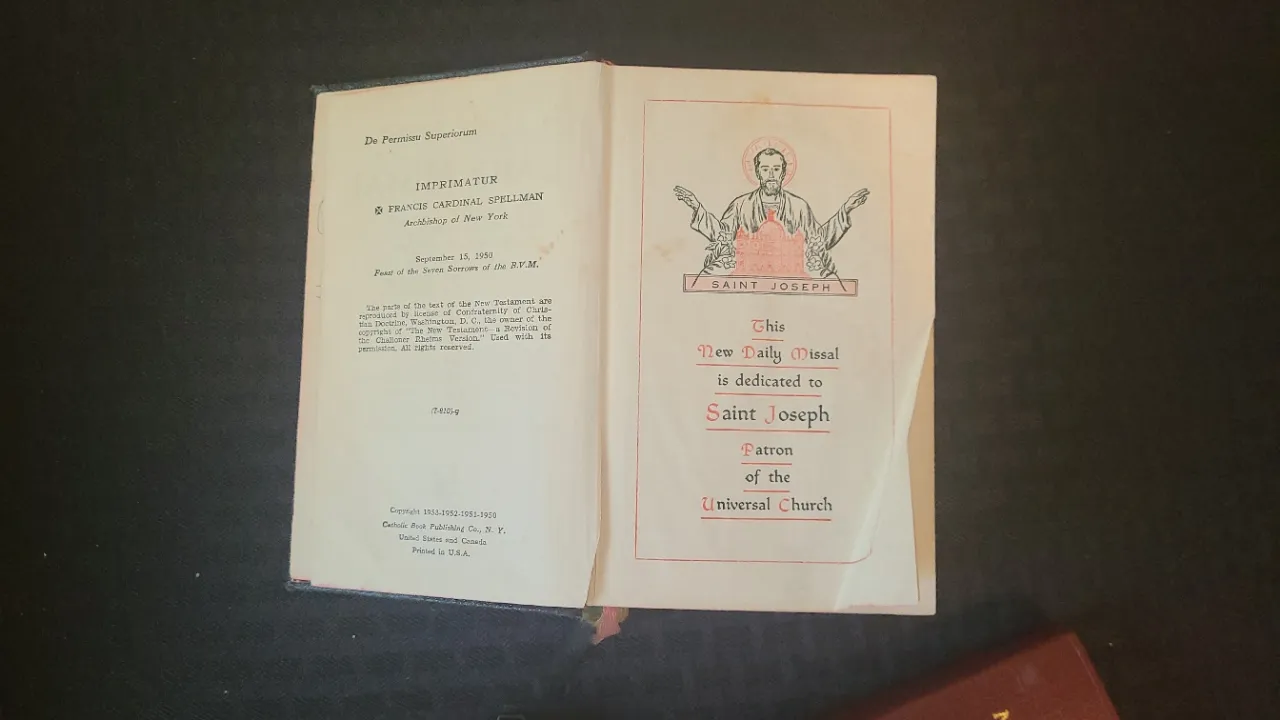 De Permissu Superiorum
IMPRIMATUR
✠ FRANCIS CARDINAL SPELLMAN
Archbishop of New York
September 15, 1950
Feast of the Seven Sorrows of the B.V.M.
The parts of the text of the New Testament are
reproduced by license of Confraternity of Chris-
tian Doctrine, Washington, D. C., the owner of the
copyright of "The New Testament—a Revision of
the Challoner Rheims Version." Used with its
permission. All rights reserved.
Copyright
Catholic Book Publishing Co., N. Y.
United States and Canada
Printed in U.S.A.
SAINT JOSEPH
This
New Daily Missal
is dedicated to
Saint Joseph
Patron
of the
Universal Church